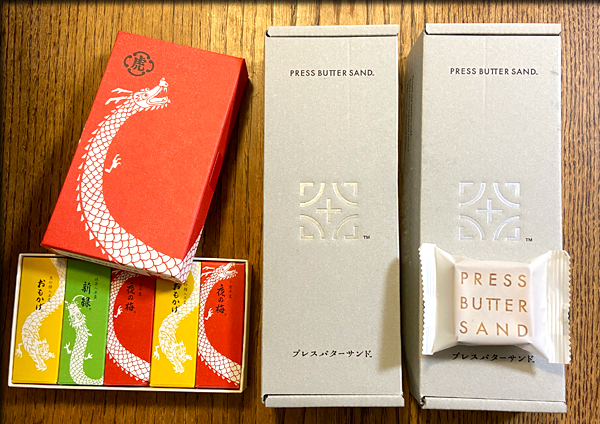 虎
おもかげ
新緑
夜の梅
おもかげ
夜の梅
PRESS BUTTER SAND.
TM
プレスバターサンド.
PRESS BUTTER SAND.
TM
PRESS
BUTTER
SAND
プレスバターサンド.